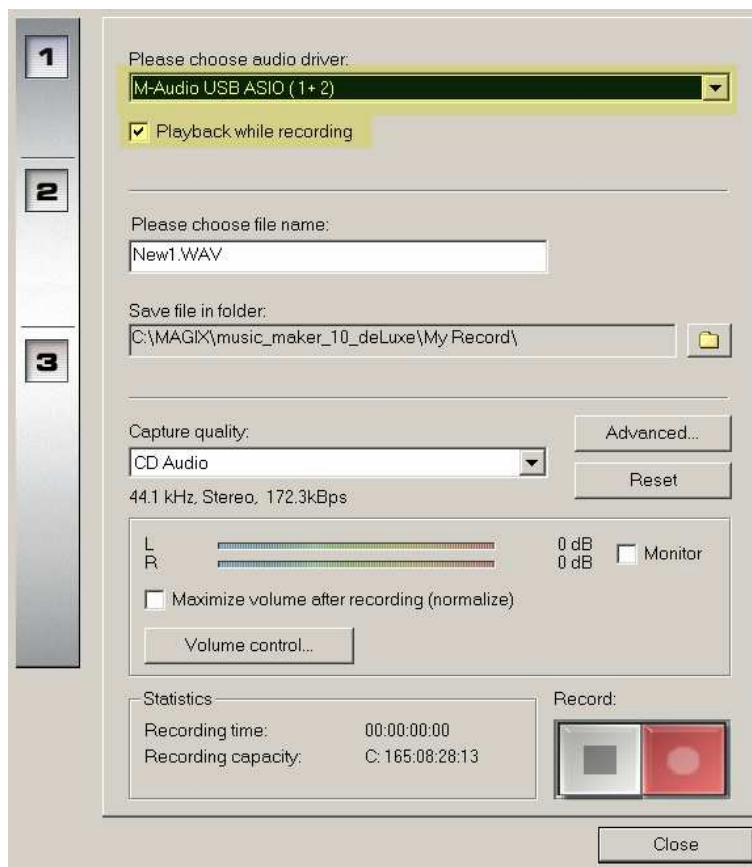 1
Please choose audio driver:
M-Audio USB ASIO ( 1+ 2)
Playback while recording
2
Please choose file name:
New1.WAV
Save file in folder:
C:\MAGIX\music_maker_10_deLuxe\My Record\
3
Capture quality:
Advanced...
CD Audio
Reset
44.1 kHz, Stereo, 172.3kBps
L 0 dB
R 0 dB
Monitor
Maximize volume after recording (normalize)
Volume control...
Statistics
Record:
Recording time: 00:00:00:00
Recording capacity: C: 165:08:28:13
Close